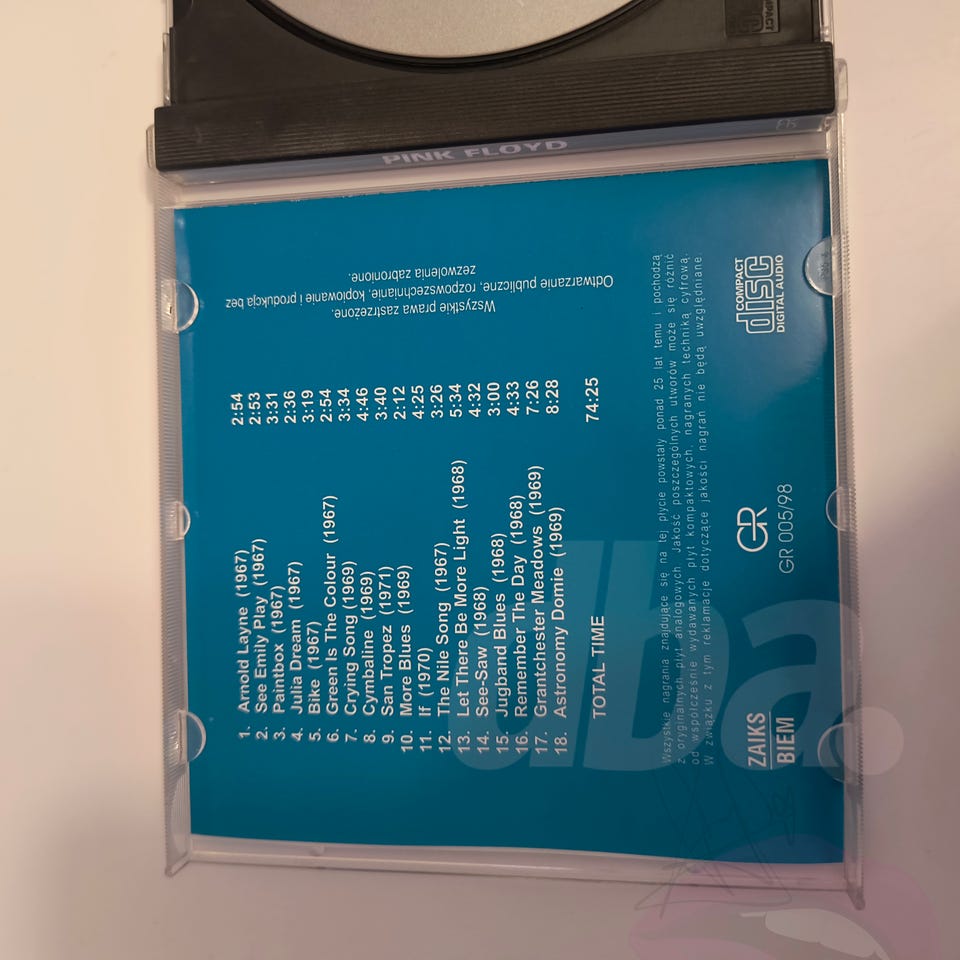 PINK FLOYD
1. Arnold Layne (1967) 2:54
2. See Emily Play (1967) 2:53
3. Paintbox (1967) 3:31
4. Julia Dream (1967) 2:36
5. Bike (1967) 3:19
6. Green Is The Colour (1967) 2:54
7. Crying Song (1969) 3:34
8. Cymbaline (1969) 4:46
9. San Tropez (1971) 3:40
10. More Blues (1969) 2:12
11. If (1970) 4:25
12. The Nile Song (1967) 3:26
13. Let There Be More Light (1968) 5:34
14. See-Saw (1968) 4:32
15. Jugband Blues (1968) 3:00
16. Remember The Day (1968) 4:33
17. Grantchester Meadows (1969) 7:26
18. Astronomy Domie (1969) 8:28
TOTAL TIME 74:25
Wszystkie prawa zastrzeżone.
Odtwarzanie publiczne, rozpowszechnianie, kopiowanie i produkcja bez
zezwolenia zabronione.
Wszystkie nagrania znajdujące się na tej płycie powstały ponad 25 lat temu i pochodzą
z oryginalnych płyt analogowych. Jakość poszczególnych utworów może się różnić
od współcześnie wydawanych płyt kompaktowych, nagranych techniką cyfrową.
W związku z tym reklamacje dotyczące jakości nagrań nie będą uwzględniane
ZAIKS
BIEM
GR
GR 005/98
COMPACT
disc
DIGITAL AUDIO
dba.